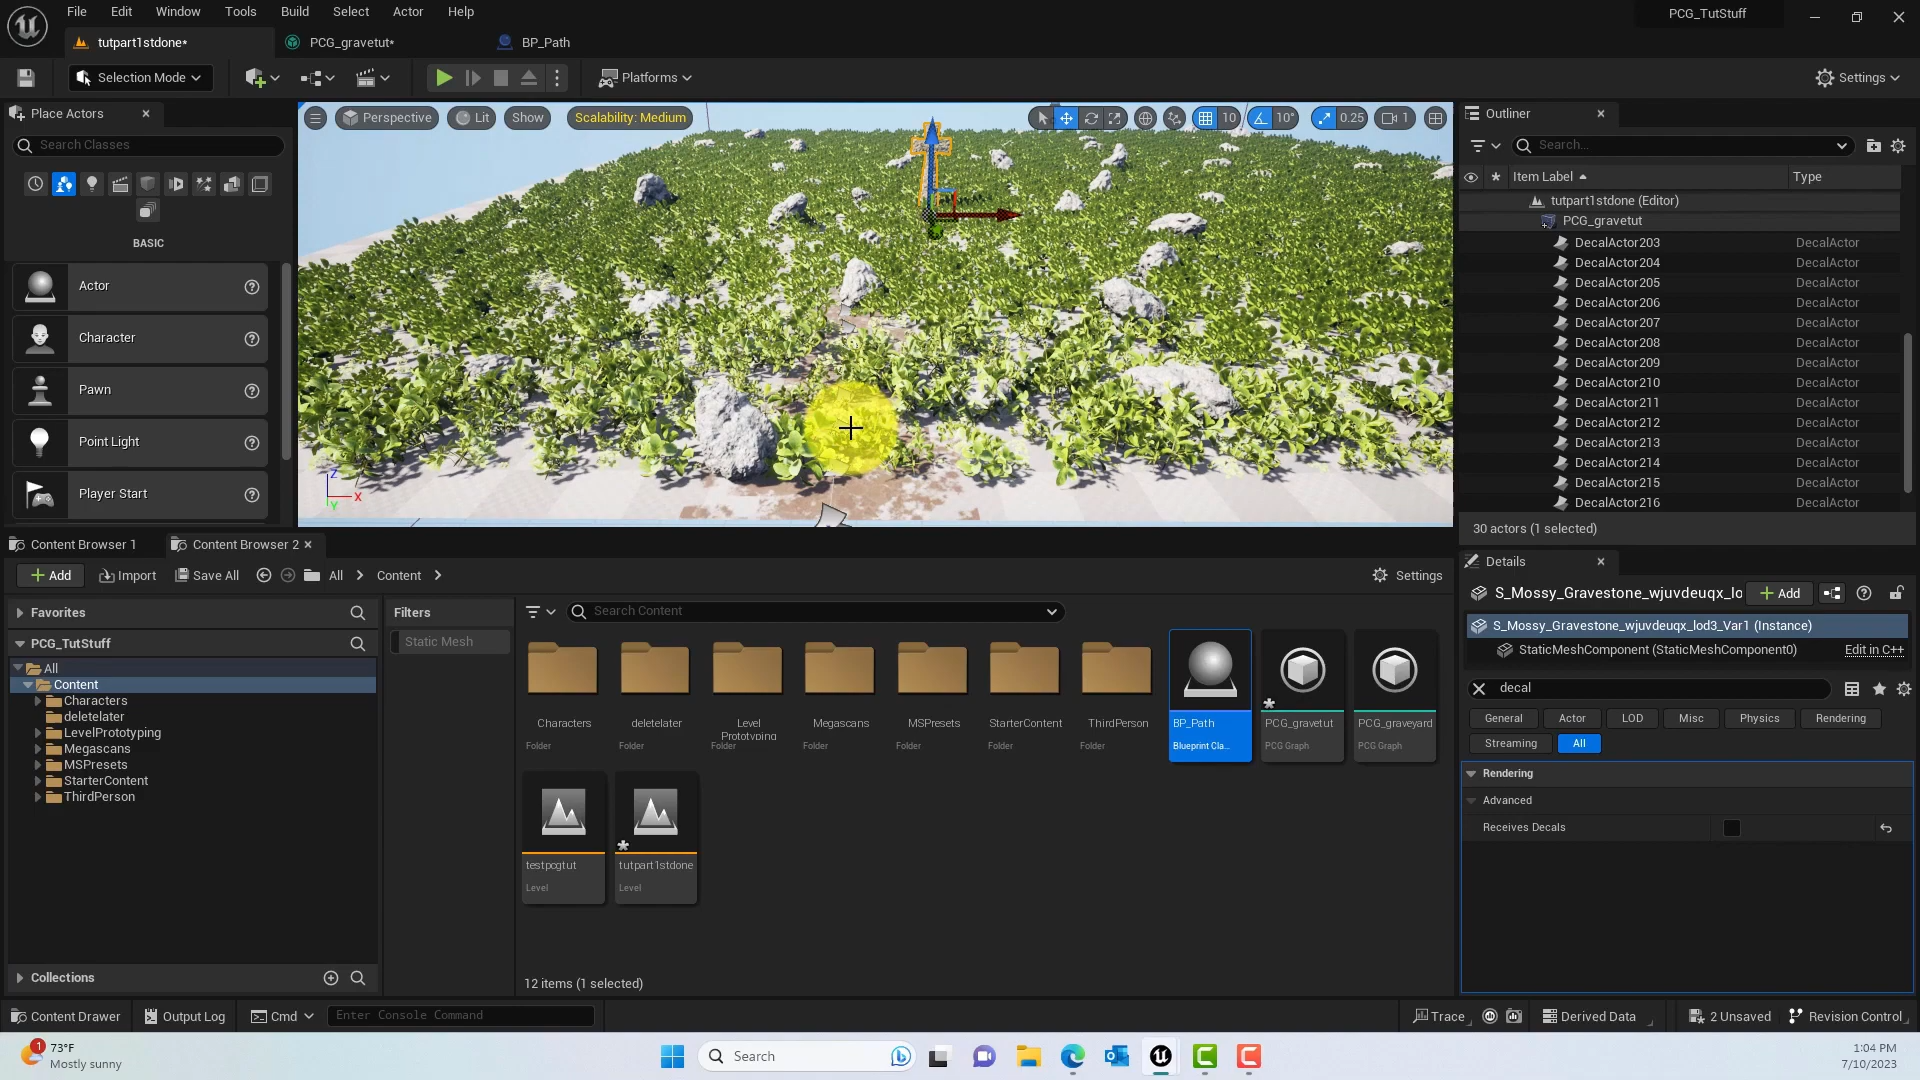 File Edit Window Tools Build Select Actor Help
PCG_TutStuff
tutpart1stdone*
PCG_gravetut*
BP_Path
Selection Mode
Platforms
Settings
Place Actors
Search Classes
BASIC
Actor
Character
Pawn
Point Light
Player Start
Perspective
Lit
Show
Scalability: Medium
10
10°
0.25
1
Z
X
Y
Outliner
Search...
Item Label
Type
tutpart1stdone (Editor)
PCG_gravetut
DecalActor203 DecalActor
DecalActor204 DecalActor
DecalActor205 DecalActor
DecalActor206 DecalActor
DecalActor207 DecalActor
DecalActor208 DecalActor
DecalActor209 DecalActor
DecalActor210 DecalActor
DecalActor211 DecalActor
DecalActor212 DecalActor
DecalActor213 DecalActor
DecalActor214 DecalActor
DecalActor215 DecalActor
DecalActor216 DecalActor
30 actors (1 selected)
Content Browser 1
Content Browser 2
Add
Import
Save All
All
Content
Settings
Favorites
PCG_TutStuff
All
Content
Characters
deletelater
LevelPrototyping
Megascans
MSPresets
StarterContent
ThirdPerson
Collections
Filters
Static Mesh
Search Content
Characters
Folder
deletelater
Folder
Level
Prototyping
Folder
Megascans
Folder
MSPresets
Folder
StarterContent
Folder
ThirdPerson
Folder
BP_Path
Blueprint Cla...
PCG_gravetut
PCG Graph
PCG_graveyard
PCG Graph
testpcgtut
Level
tutpart1stdone
Level
12 items (1 selected)
Details
S_Mossy_Gravestone_wjuvdeuqx_lo
Add
S_Mossy_Gravestone_wjuvdeuqx_lod3_Var1 (Instance)
StaticMeshComponent (StaticMeshComponent0)
Edit in C++
decal
General
Actor
LOD
Misc
Physics
Rendering
Streaming
All
Rendering
Advanced
Receives Decals
Content Drawer
Output Log
Cmd
Enter Console Command
Trace
Derived Data
2 Unsaved
Revision Control
1
73°F
Mostly sunny
Search
1:04 PM
7/10/2023